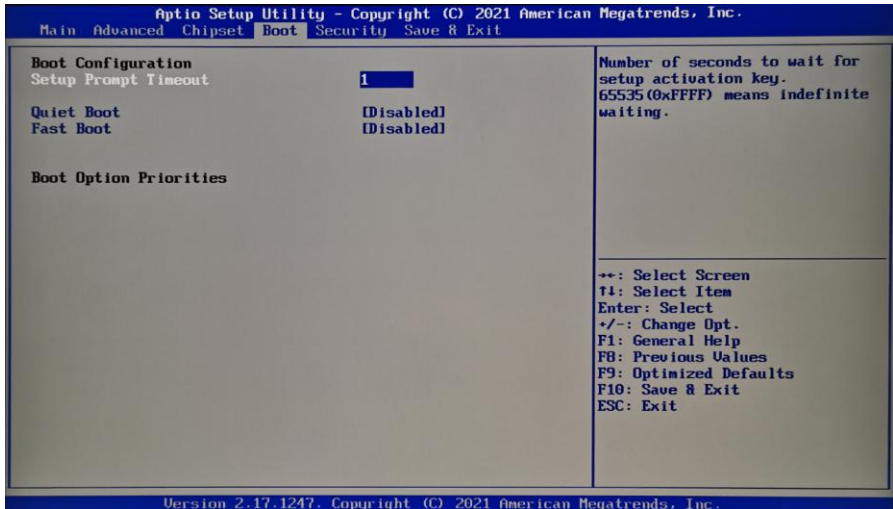 Aptio Setup Utility - Copyright (C) 2021 American Megatrends, Inc.
Main Advanced Chipset Boot Security Save & Exit
Boot Configuration
Setup Prompt Timeout 1
Quiet Boot [Disabled]
Fast Boot [Disabled]
Boot Option Priorities
Number of seconds to wait for
setup activation key.
65535(0xFFFF) means indefinite
waiting.
→←: Select Screen
↑↓: Select Item
Enter: Select
+/-: Change Opt.
F1: General Help
F8: Previous Values
F9: Optimized Defaults
F10: Save & Exit
ESC: Exit
Version 2.17.1247. Copyright (C) 2021 American Megatrends, Inc.